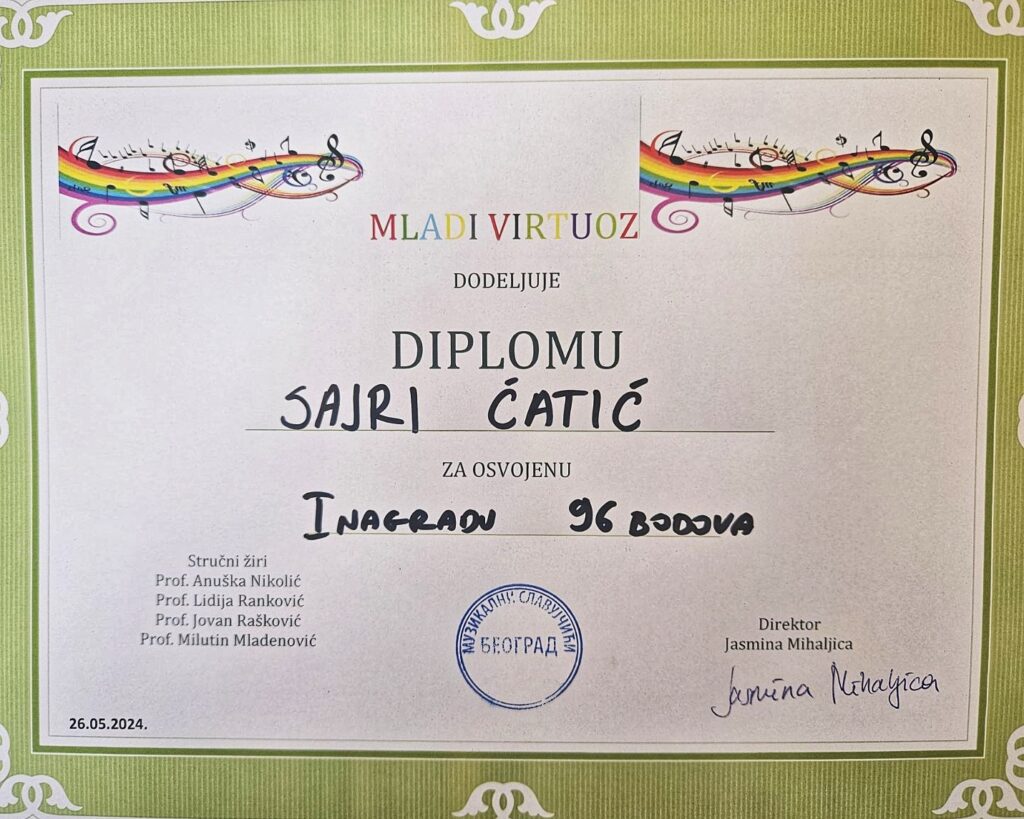 MLADI VIRTUOZ
DODELJUJE
DIPLOMU
SAJRI ĆATIĆ
ZA OSVOJENU
I NAGRADU 96 BODOVA
Stručni žiri
Prof. Anuška Nikolić
Prof. Lidija Ranković
Prof. Jovan Rašković
Prof. Milutin Mladenović
МУЗИКАЛНИ СЛАВУЈЧИЋИ
БЕОГРАД
Direktor
Jasmina Mihaljica
Jasmina Mihaljica
26.05.2024.